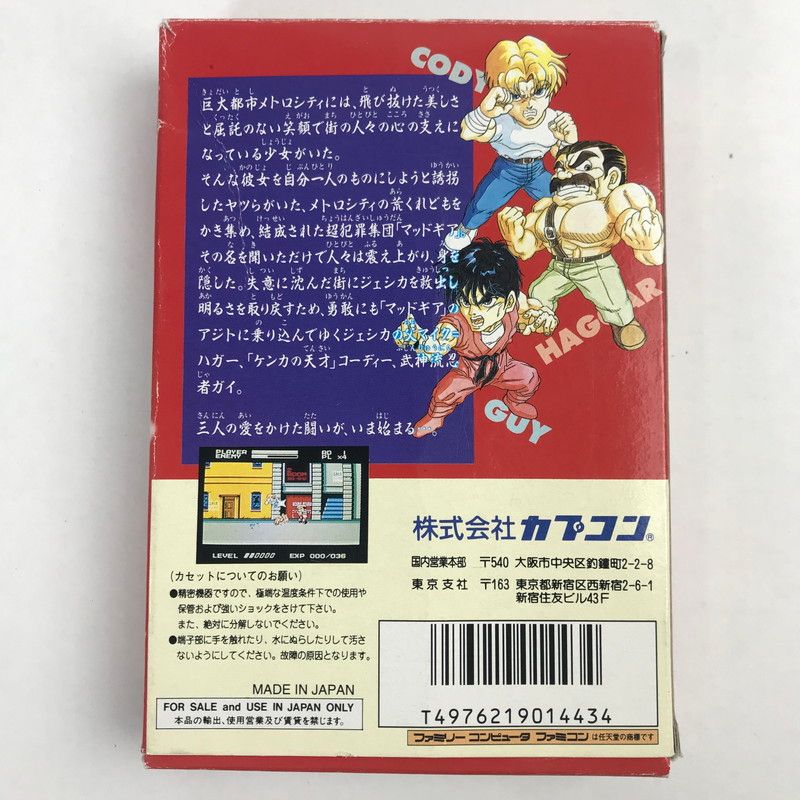 CODY
巨大都市メトロシティには、飛び抜けた美しさ
と屈託のない笑顔で街の人々の心の支えに
なっている少女がいた。
そんな彼女を自分一人のものにしようと誘拐
したヤツらがいた、メトロシティの荒くれどもを
かき集め、結成された超犯罪集団「マッドギア」
その名を聞いただけで人々は震え上がり、身を
隠した。失意に沈んだ街にジェシカを救出し
明るさを取り戻すため、勇敢にも「マッドギア」の
アジトに乗り込んでゆくジェシカの父マイク=
ハガー、「ケンカの天才」コーディー、武神流忍
者ガイ。
三人の愛をかけた闘いが、いま始まる…。
HAGGAR
GUY
PLAYER
ENEMY
×4
LEVEL
EXP 000/036
株式会社 カプコン®
国内営業本部 〒540 大阪市中央区釣鐘町2-2-8
東京支社 〒163 東京都新宿区西新宿2-6-1
新宿住友ビル43F
(カセットについてのお願い)
●精密機器ですので、極端な温度条件下での使用や
保管および強いショックをさけて下さい。
また、絶対に分解しないでください。
●端子部に手を触れたり、水にぬらしたりして汚さ
ないようにしてください。故障の原因となります。
MADE IN JAPAN
FOR SALE and USE IN JAPAN ONLY
本品の輸出、使用営業及び賃貸を禁じます。
T4976219014434
ファミリーコンピュータ ファミコンは任天堂の商標です